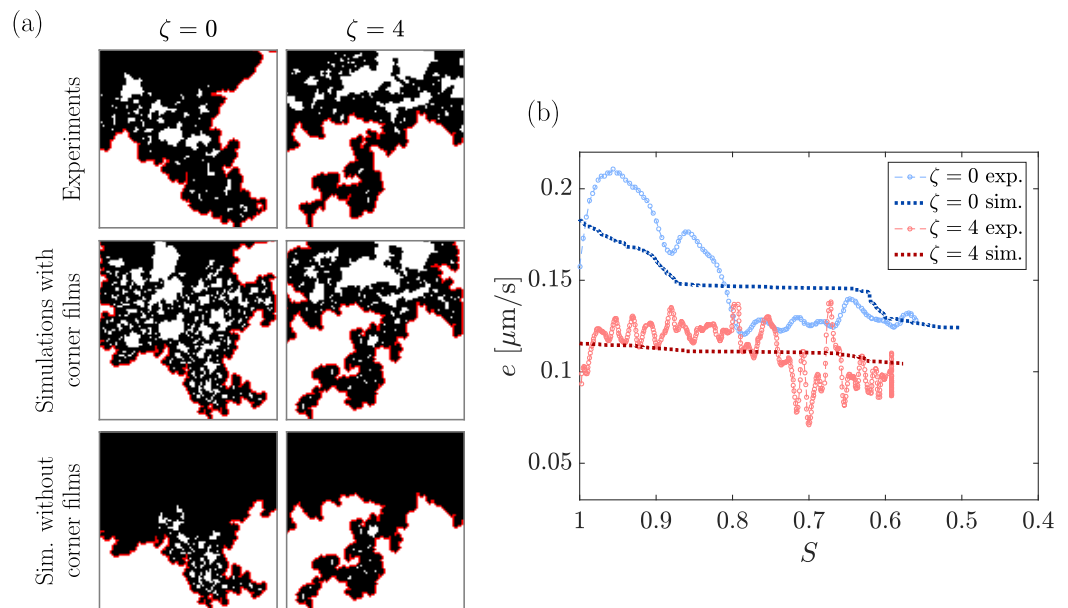 (a)
ζ = 0
ζ = 4
Experiments
Simulations with
corner films
Sim. without
corner films
(b)
e [μm/s]
0.2
0.15
0.1
0.05
1
0.9
0.8
0.7
0.6
0.5
0.4
S
ζ = 0 exp.
ζ = 0 sim.
ζ = 4 exp.
ζ = 4 sim.